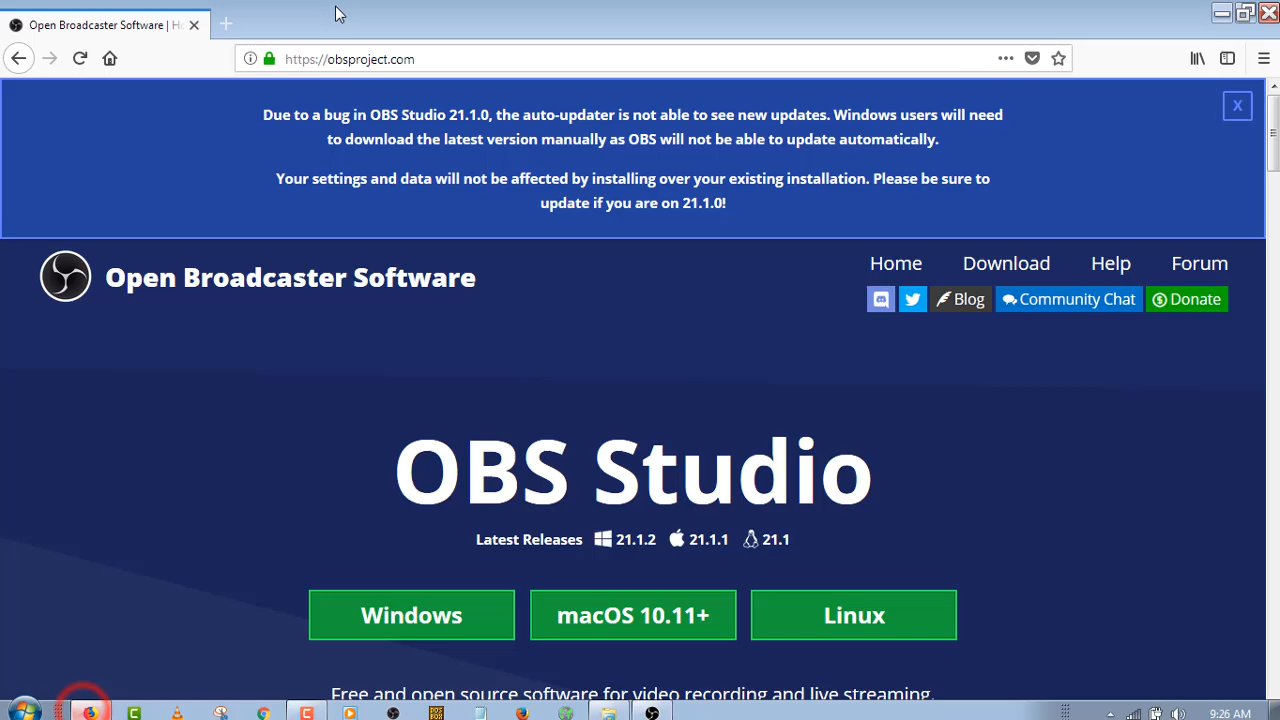 Open Broadcaster Software | H
https://obsproject.com
Due to a bug in OBS Studio 21.1.0, the auto-updater is not able to see new updates. Windows users will need
to download the latest version manually as OBS will not be able to update automatically.
X
Your settings and data will not be affected by installing over your existing installation. Please be sure to
update if you are on 21.1.0!
Open Broadcaster Software
Home Download Help Forum
Blog Community Chat Donate
OBS Studio
Latest Releases 21.1.2 21.1.1 21.1
Windows macOS 10.11+ Linux
Free and open source software for video recording and live streaming.
9:26 AM